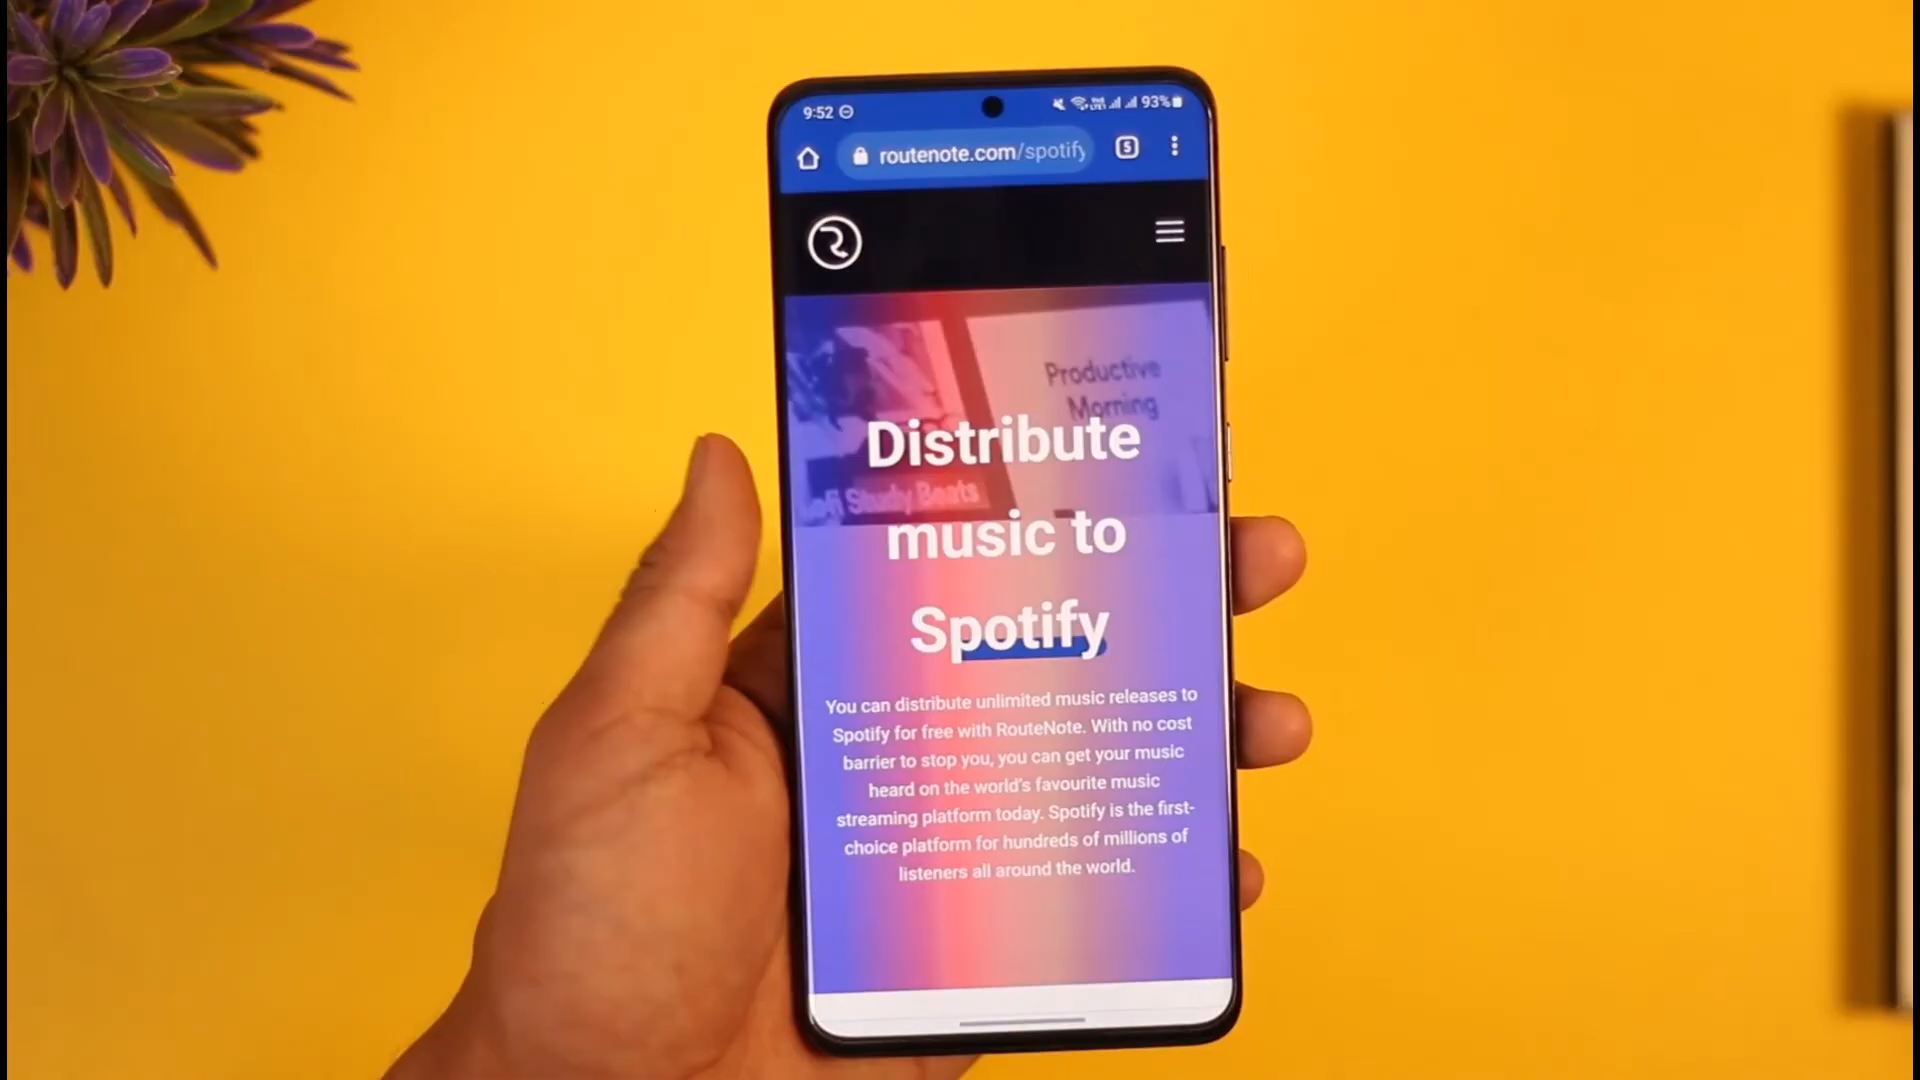 9:52
93%
routenote.com/spotify
5
Productive
Morning
Distribute
Lofi Study Beats
music to
Spotify
You can distribute unlimited music releases to
Spotify for free with RouteNote. With no cost
barrier to stop you, you can get your music
heard on the world's favourite music
streaming platform today. Spotify is the first-
choice platform for hundreds of millions of
listeners all around the world.